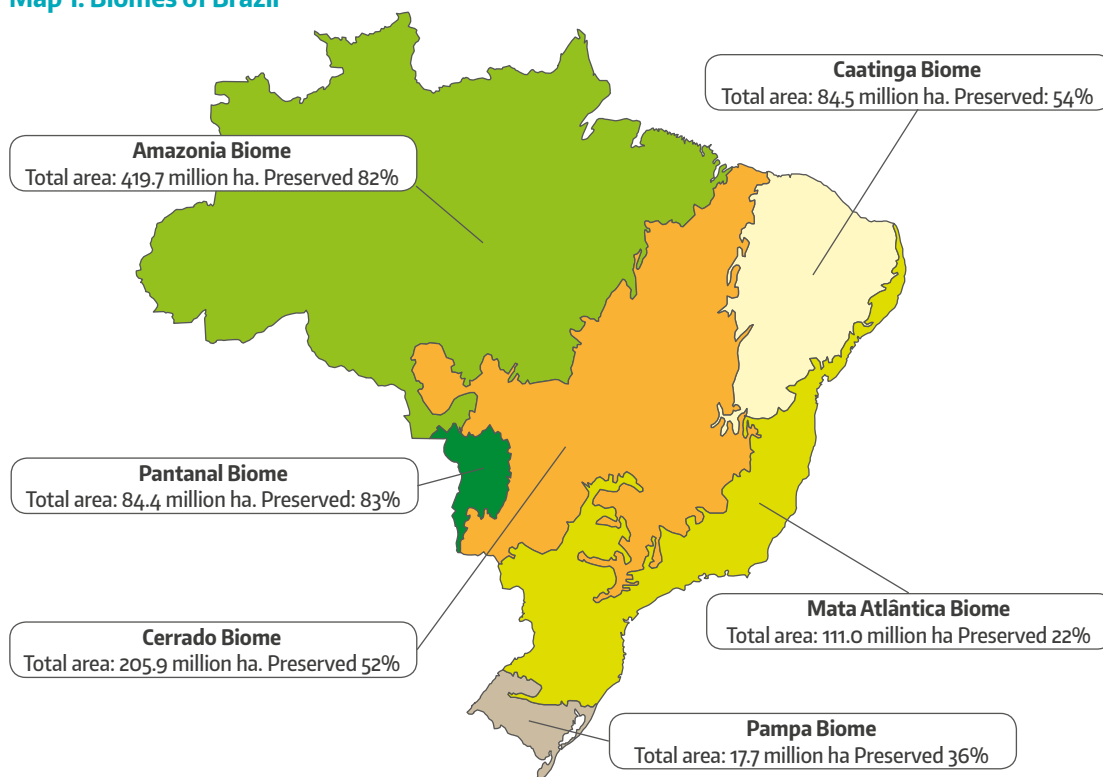 Map 1. Biomes of Brazil
Caatinga Biome
Total area: 84.5 million ha. Preserved: 54%
Amazonia Biome
Total area: 419.7 million ha. Preserved 82%
Pantanal Biome
Total area: 84.4 million ha. Preserved: 83%
Mata Atlântica Biome
Total area: 111.0 million ha Preserved 22%
Cerrado Biome
Total area: 205.9 million ha. Preserved 52%
Pampa Biome
Total area: 17.7 million ha Preserved 36%